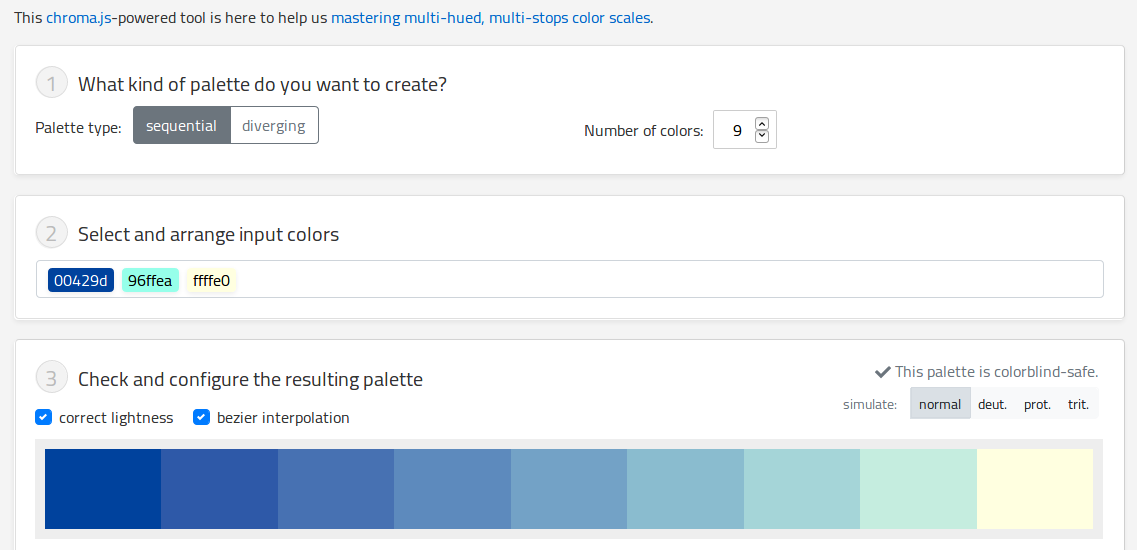 This chroma.js-powered tool is here to help us mastering multi-hued, multi-stops color scales.
1 What kind of palette do you want to create?
Palette type: sequential diverging Number of colors: 9
2 Select and arrange input colors
00429d 96ffea ffffe0
3 Check and configure the resulting palette
This palette is colorblind-safe.
simulate: normal deut. prot. trit.
correct lightness bezier interpolation